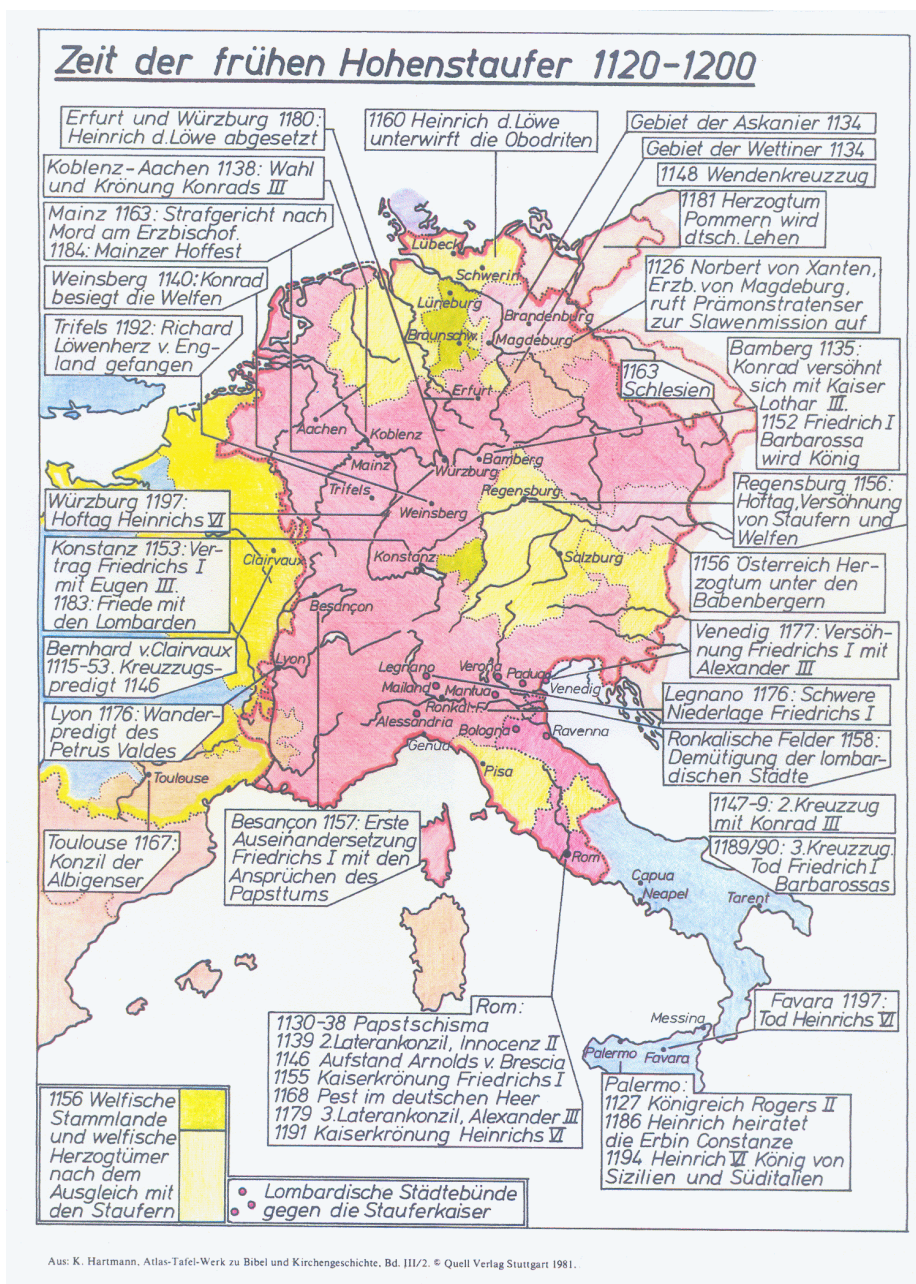 Zeit der frühen Hohenstaufer 1120-1200
Erfurt und Würzburg 1180:
Heinrich d.Löwe abgesetzt
1160 Heinrich d.Löwe
unterwirft die Obodriten
Gebiet der Askanier 1134
Gebiet der Wettiner 1134
1148 Wendenkreuzzug
Koblenz-Aachen 1138: Wahl
und Krönung Konrads III
1181 Herzogtum
Pommern wird
dtsch. Lehen
Mainz 1163: Strafgericht nach
Mord am Erzbischof.
1184: Mainzer Hoffest
Weinsberg 1140: Konrad
besiegt die Welfen
1126 Norbert von Xanten,
Erzb. von Magdeburg,
ruft Prämonstratenser
zur Slawenmission auf
Trifels 1192: Richard
Löwenherz v. Eng-
land gefangen
Bamberg 1135:
Konrad versöhnt
sich mit Kaiser
Lothar III.
1152 Friedrich I
Barbarossa
wird König
1163
Schlesien
Lübeck
Schwerin
Lüneburg
Brandenburg
Braunschw.
Magdeburg
Erfurt
Aachen
Koblenz
Mainz
Würzburg
Bamberg
Trifels
Regensburg
Weinsberg
Würzburg 1197:
Hoftag Heinrichs VI
Regensburg 1156:
Hoftag, Versöhnung
von Staufern und
Welfen
Konstanz 1153: Ver-
trag Friedrichs I
mit Eugen III.
1183: Friede mit
den Lombarden
Clairvaux
Konstanz
Salzburg
1156 Österreich Her-
zogtum unter den
Babenbergern
Besançon
Bernhard v.Clairvaux
1115-53. Kreuzzugs-
predigt 1146
Venedig 1177: Versöh-
nung Friedrichs I mit
Alexander III
Lyon
Legnano
Verona
Padua
Mailand
Mantua
Venedig
Ronkal.F.
Alessandria
Bologna
Ravenna
Genua
Pisa
Legnano 1176: Schwere
Niederlage Friedrichs I
Lyon 1176: Wander-
predigt des
Petrus Valdes
Ronkalische Felder 1158:
Demütigung der lombar-
dischen Städte
Toulouse
Toulouse 1167:
Konzil der
Albigenser
Besançon 1157: Erste
Auseinandersetzung
Friedrichs I mit den
Ansprüchen des
Papsttums
1147-9: 2.Kreuzzug
mit Konrad III
1189/90: 3.Kreuzzug.
Tod Friedrich I
Barbarossas
Rom
Capua
Neapel
Tarent
Rom:
1130-38 Papstschisma
1139 2.Laterankonzil, Innocenz II
1146 Aufstand Arnolds v. Brescia
1155 Kaiserkrönung Friedrichs I
1168 Pest im deutschen Heer
1179 3.Laterankonzil, Alexander III
1191 Kaiserkrönung Heinrichs VI
Favara 1197:
Tod Heinrichs VI
Messina
Palermo
Favara
Palermo:
1127 Königreich Rogers II
1186 Heinrich heiratet
die Erbin Constanze
1194 Heinrich VI König von
Sizilien und Süditalien
1156 Welfische
Stammlande
und welfische
Herzogtümer
nach dem
Ausgleich mit
den Staufern
Lombardische Städtebünde
gegen die Stauferkaiser
Aus: K. Hartmann, Atlas-Tafel-Werk zu Bibel und Kirchengeschichte, Bd. III/2. © Quell Verlag Stuttgart 1981.